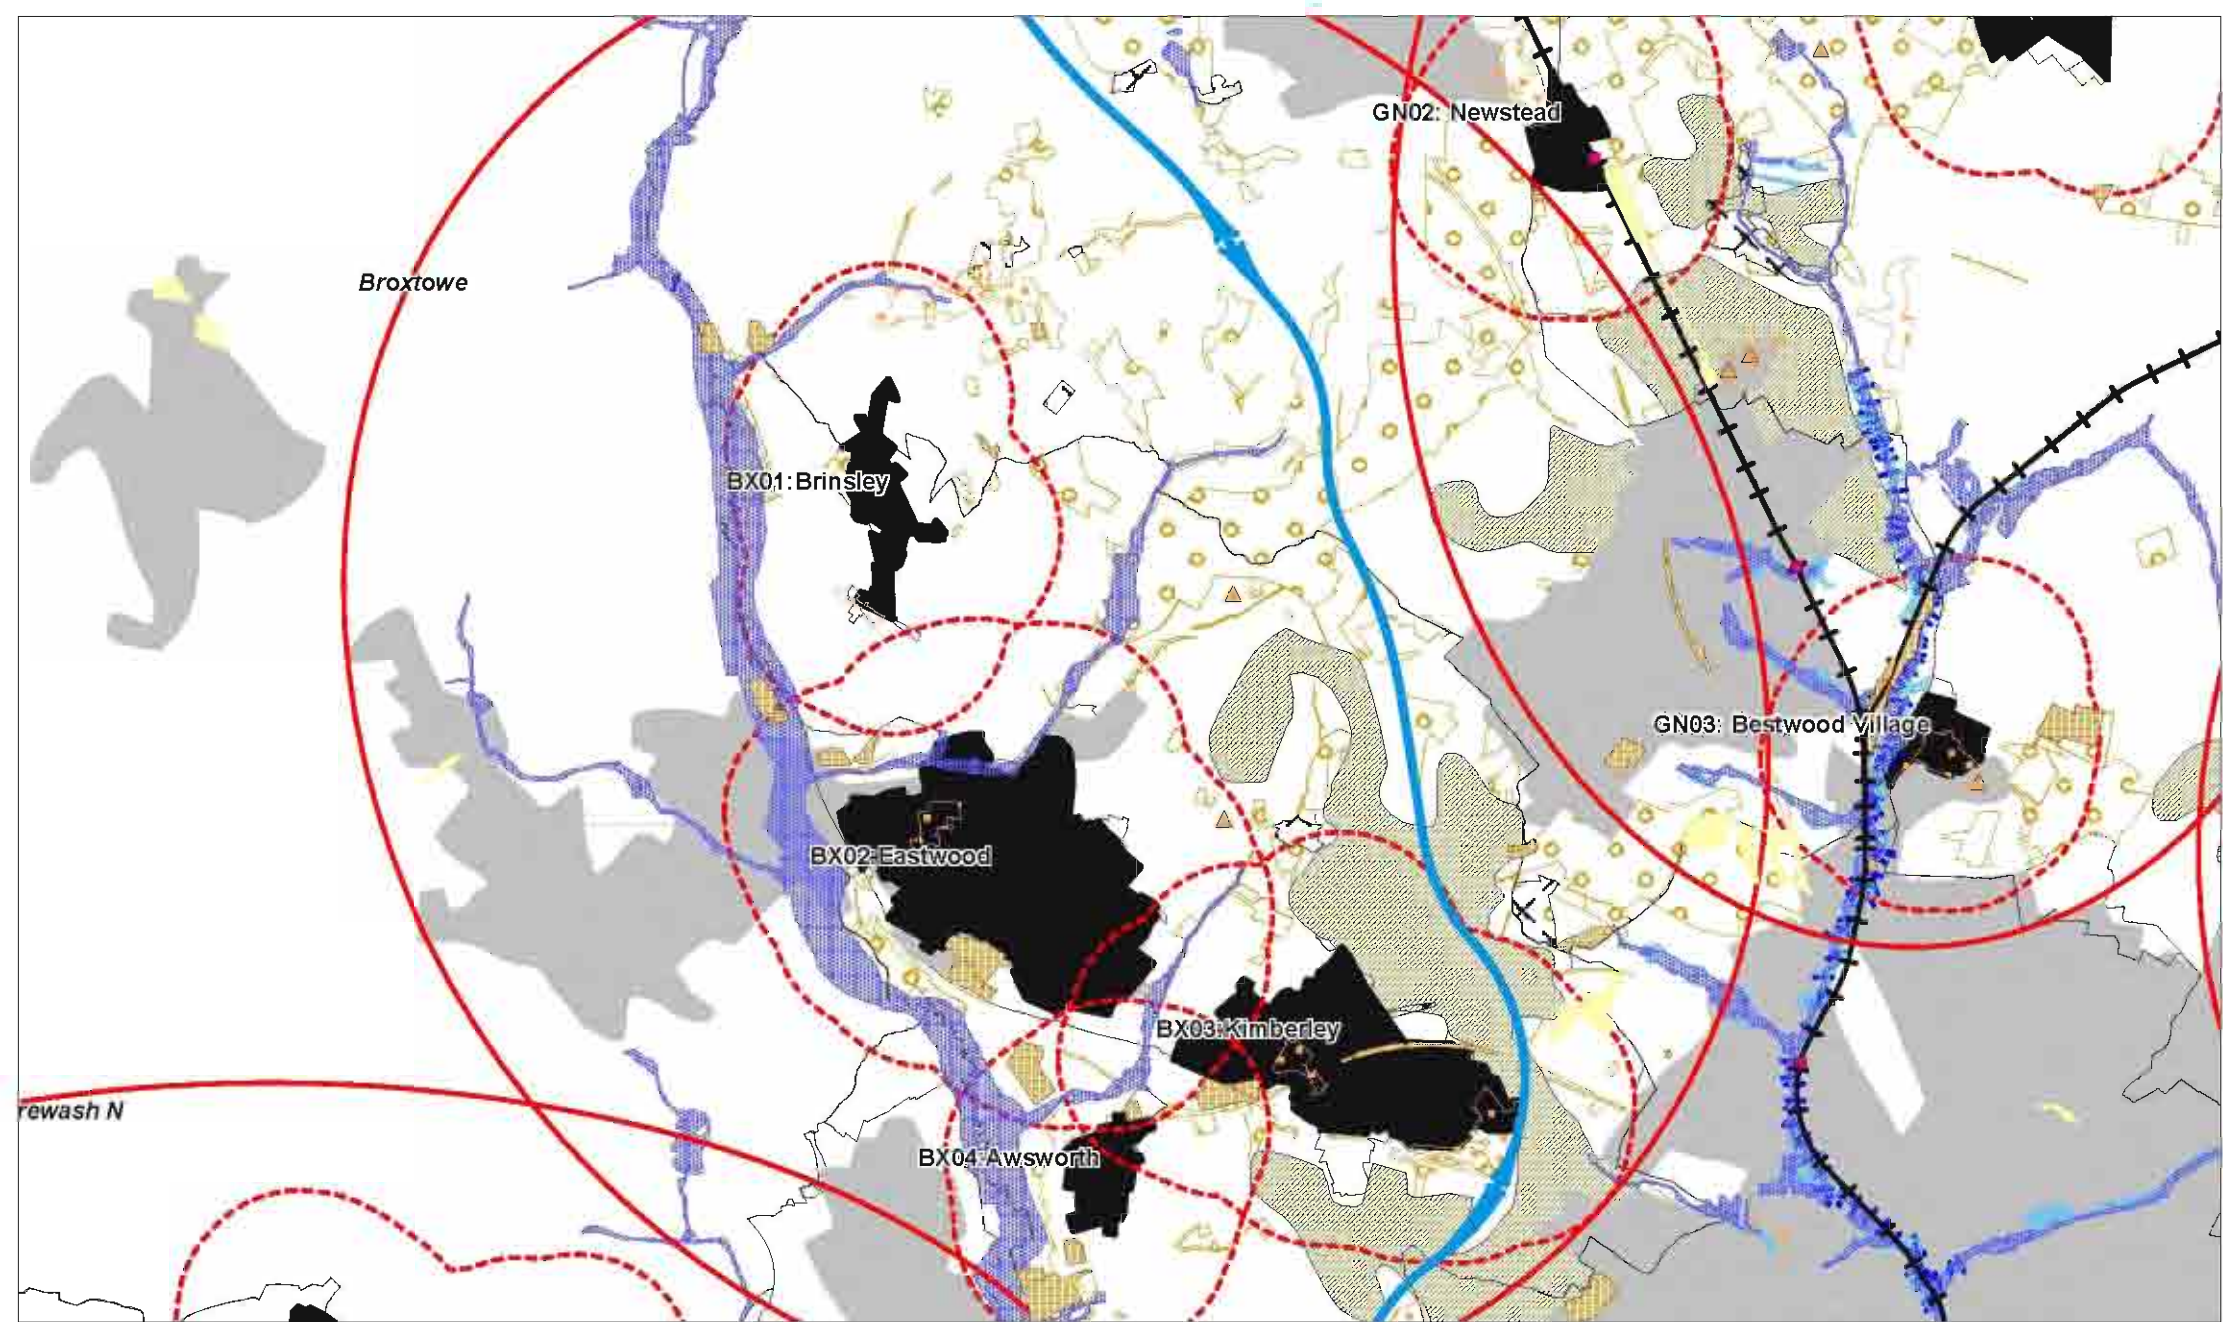 GN02: Newstead
Broxtowe
BX01:Brinsley
GN03: Bestwood Village
BX02:Eastwood
BX03:Kimberley
rewash N
BX04:Awsworth